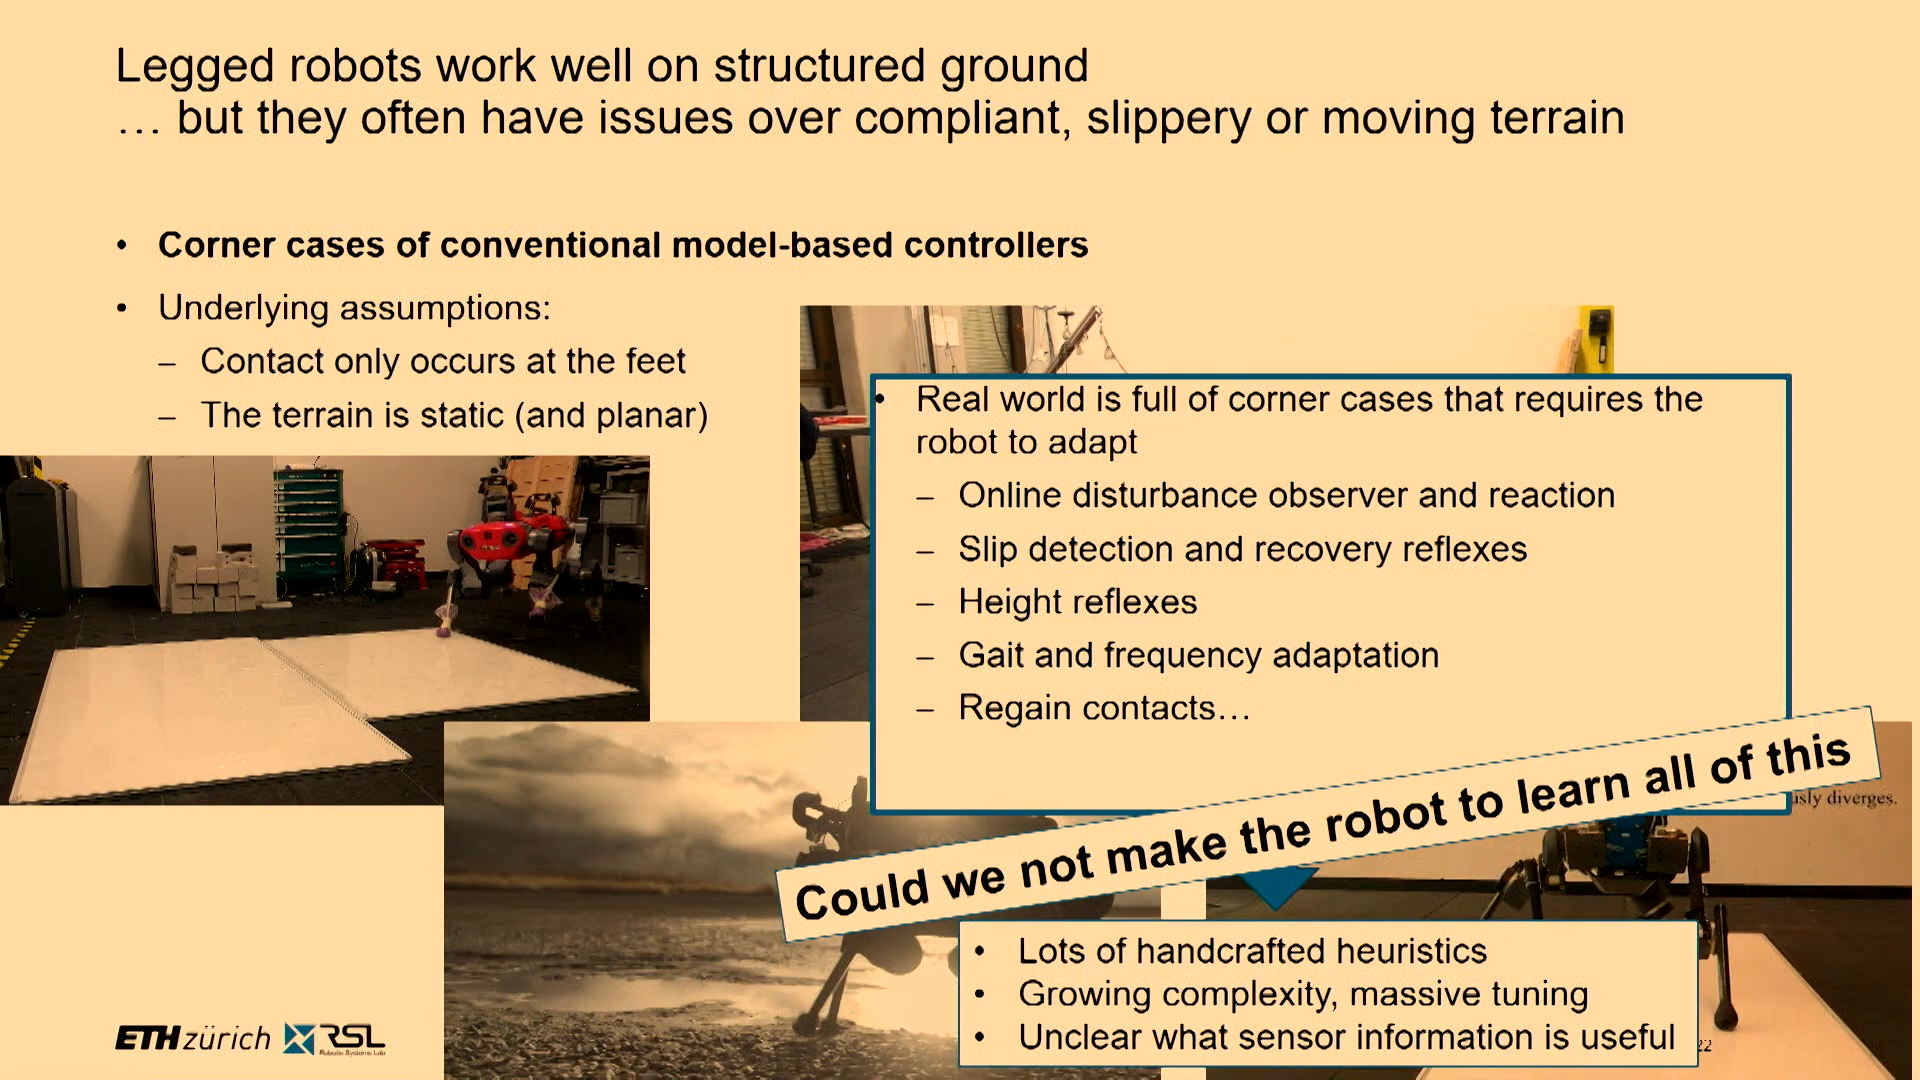 Legged robots work well on structured ground
… but they often have issues over compliant, slippery or moving terrain
• Corner cases of conventional model-based controllers
• Underlying assumptions:
– Contact only occurs at the feet
– The terrain is static (and planar)
• Real world is full of corner cases that requires the
robot to adapt
– Online disturbance observer and reaction
– Slip detection and recovery reflexes
– Height reflexes
– Gait and frequency adaptation
– Regain contacts…
diverges.
Could we not make the robot to learn all of this
• Lots of handcrafted heuristics
• Growing complexity, massive tuning
• Unclear what sensor information is useful
ETH zürich RSL
Robotic Systems Lab
22